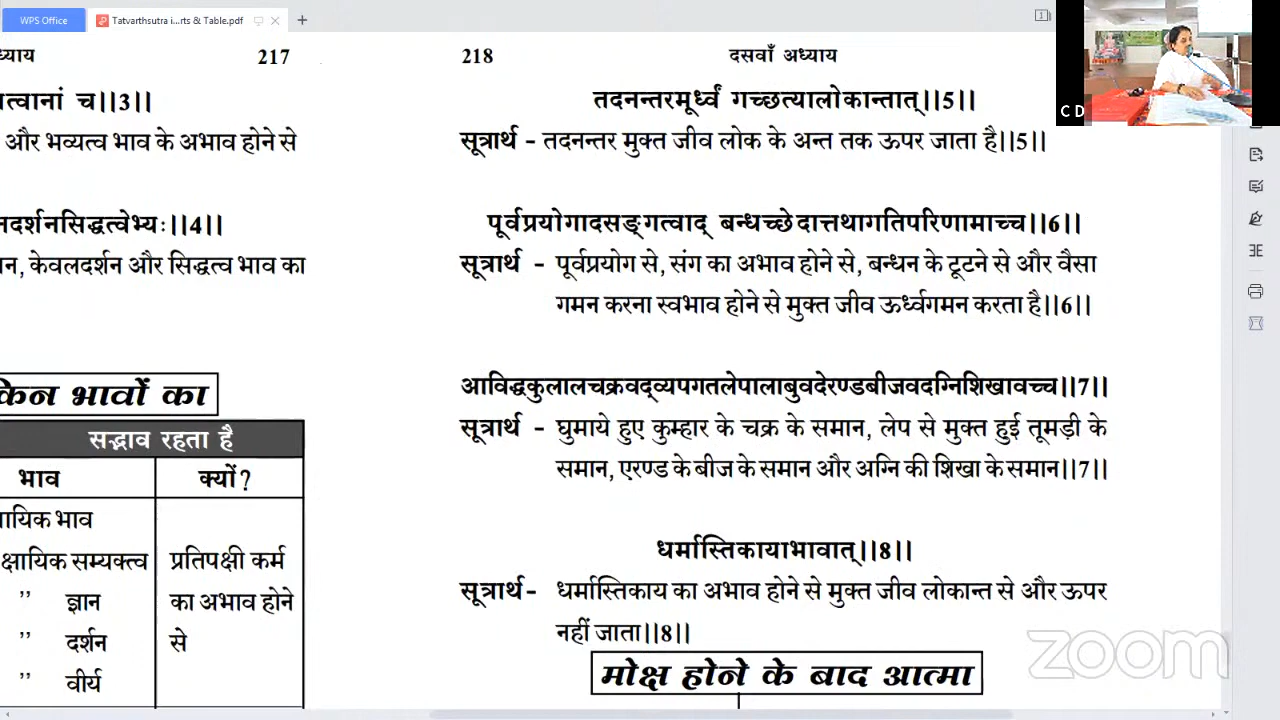 WPS Office
Tatvarthsutra i...rts & Table.pdf
ध्याय
217
त्वानां च||3||
और भव्यत्व भाव के अभाव होने से
नदर्शनसिद्धत्वेभ्यः||4||
न, केवलदर्शन और सिद्धत्व भाव का
किन भावों का
सद्भाव रहता है
भाव
क्यों?
ायिक भाव
क्षायिक सम्यक्त्व
प्रतिपक्षी कर्म
" ज्ञान
का अभाव होने
" दर्शन
से
" वीर्य
218
दसवाँ अध्याय
तदनन्तरमूर्ध्वं गच्छत्यालोकान्तात्||5||
सूत्रार्थ - तदनन्तर मुक्त जीव लोक के अन्त तक ऊपर जाता है||5||
पूर्वप्रयोगादसङ्गत्वाद् बन्धच्छेदात्तथागतिपरिणामाच्च||6||
सूत्रार्थ - पूर्वप्रयोग से, संग का अभाव होने से, बन्धन के टूटने से और वैसा
गमन करना स्वभाव होने से मुक्त जीव ऊर्ध्वगमन करता है||6||
आविद्धकुलालचक्रवद्व्यपगतलेपालाबुवदेरण्डबीजवदग्निशिखावच्च||7||
सूत्रार्थ - घुमाये हुए कुम्हार के चक्र के समान, लेप से मुक्त हुई तूमड़ी के
समान, एरण्ड के बीज के समान और अग्नि की शिखा के समान||7||
धर्मास्तिकायाभावात्||8||
सूत्रार्थ- धर्मास्तिकाय का अभाव होने से मुक्त जीव लोकान्त से और ऊपर
नहीं जाता||8||
मोक्ष होने के बाद आत्मा
C D
zoom